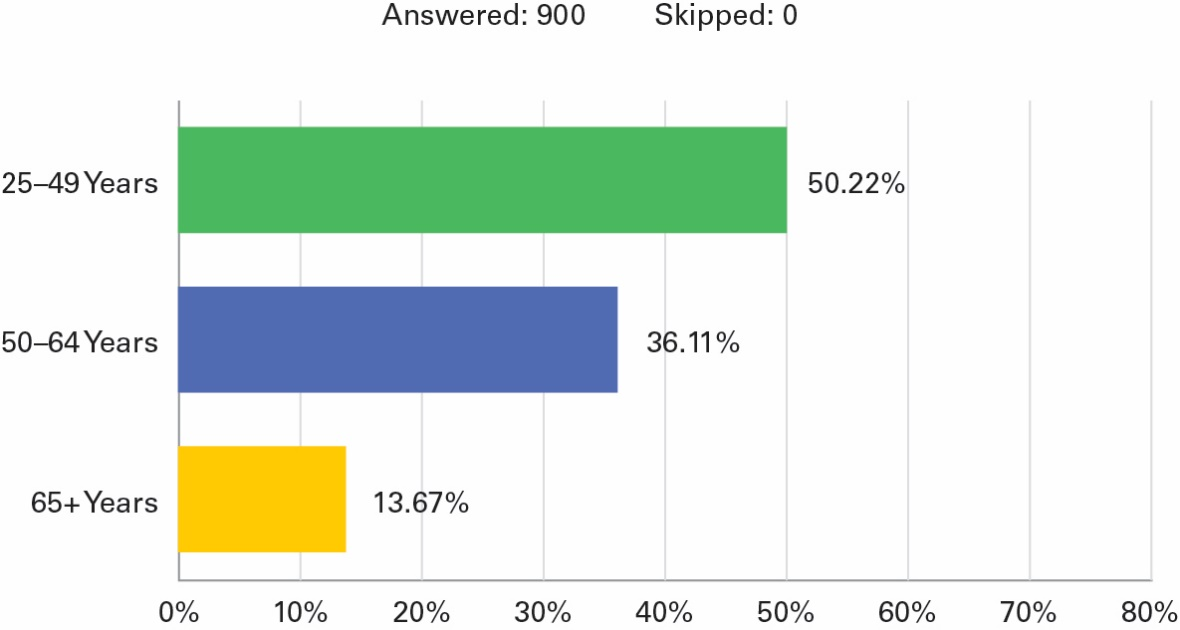 Answered: 900 Skipped: 0
25–49 Years
50.22%
50–64 Years
36.11%
65+ Years
13.67%
0% 10% 20% 30% 40% 50% 60% 70% 80%